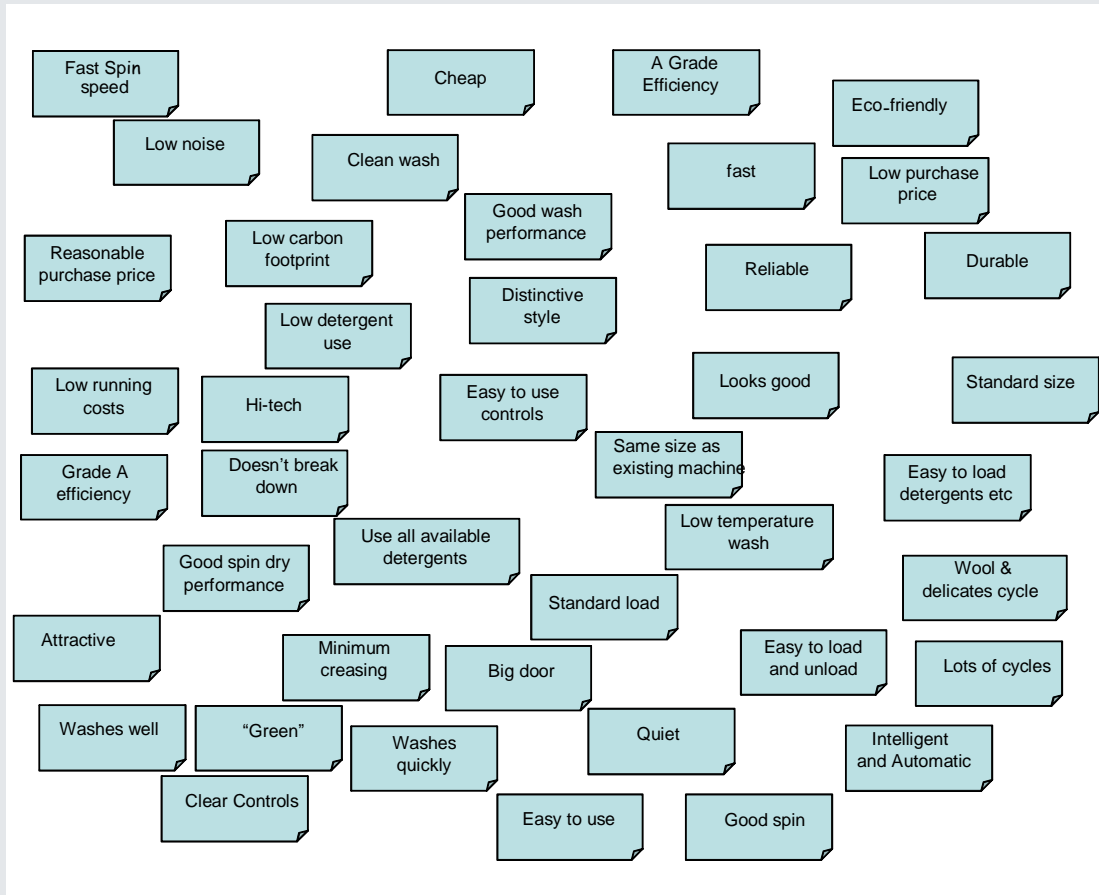 Fast Spin
speed
Cheap
A Grade
Efficiency
Eco-friendly
Low noise
Clean wash
fast
Low purchase
price
Good wash
performance
Low carbon
footprint
Reasonable
purchase price
Reliable
Durable
Distinctive
style
Low detergent
use
Low running
costs
Hi-tech
Easy to use
controls
Looks good
Standard size
Same size as
existing machine
Grade A
efficiency
Doesn’t break
down
Easy to load
detergents etc
Use all available
detergents
Low temperature
wash
Good spin dry
performance
Wool &
delicates cycle
Standard load
Attractive
Minimum
creasing
Big door
Easy to load
and unload
Lots of cycles
Washes well
“Green”
Washes
quickly
Quiet
Intelligent
and Automatic
Clear Controls
Easy to use
Good spin